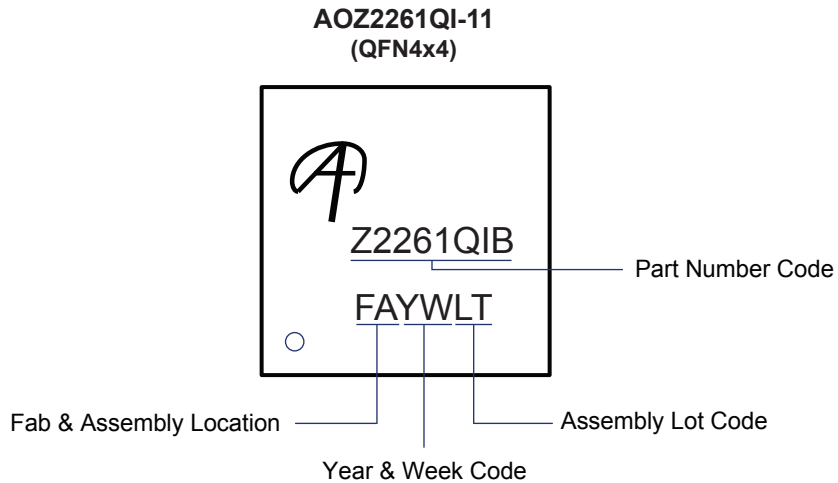 AOZ2261QI-11
(QFN4x4)
Z2261QIB
Part Number Code
FAYWLT
Fab & Assembly Location
Assembly Lot Code
Year & Week Code